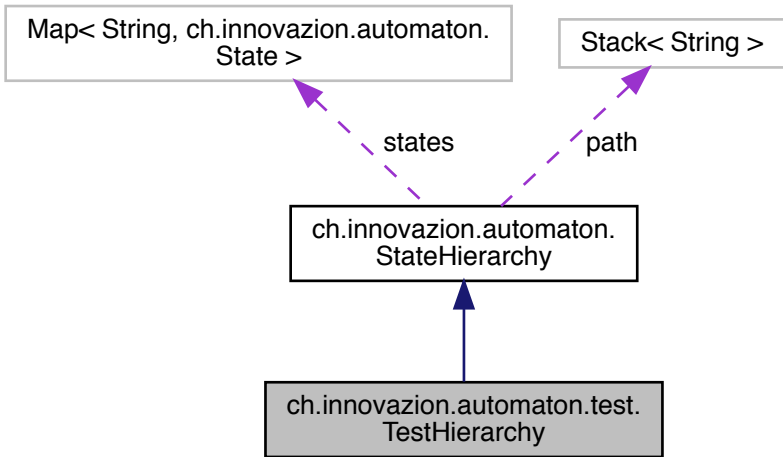 Map< String, ch.innovazion.automaton.
State >
Stack< String >
states
path
ch.innovazion.automaton.
StateHierarchy
ch.innovazion.automaton.test.
TestHierarchy